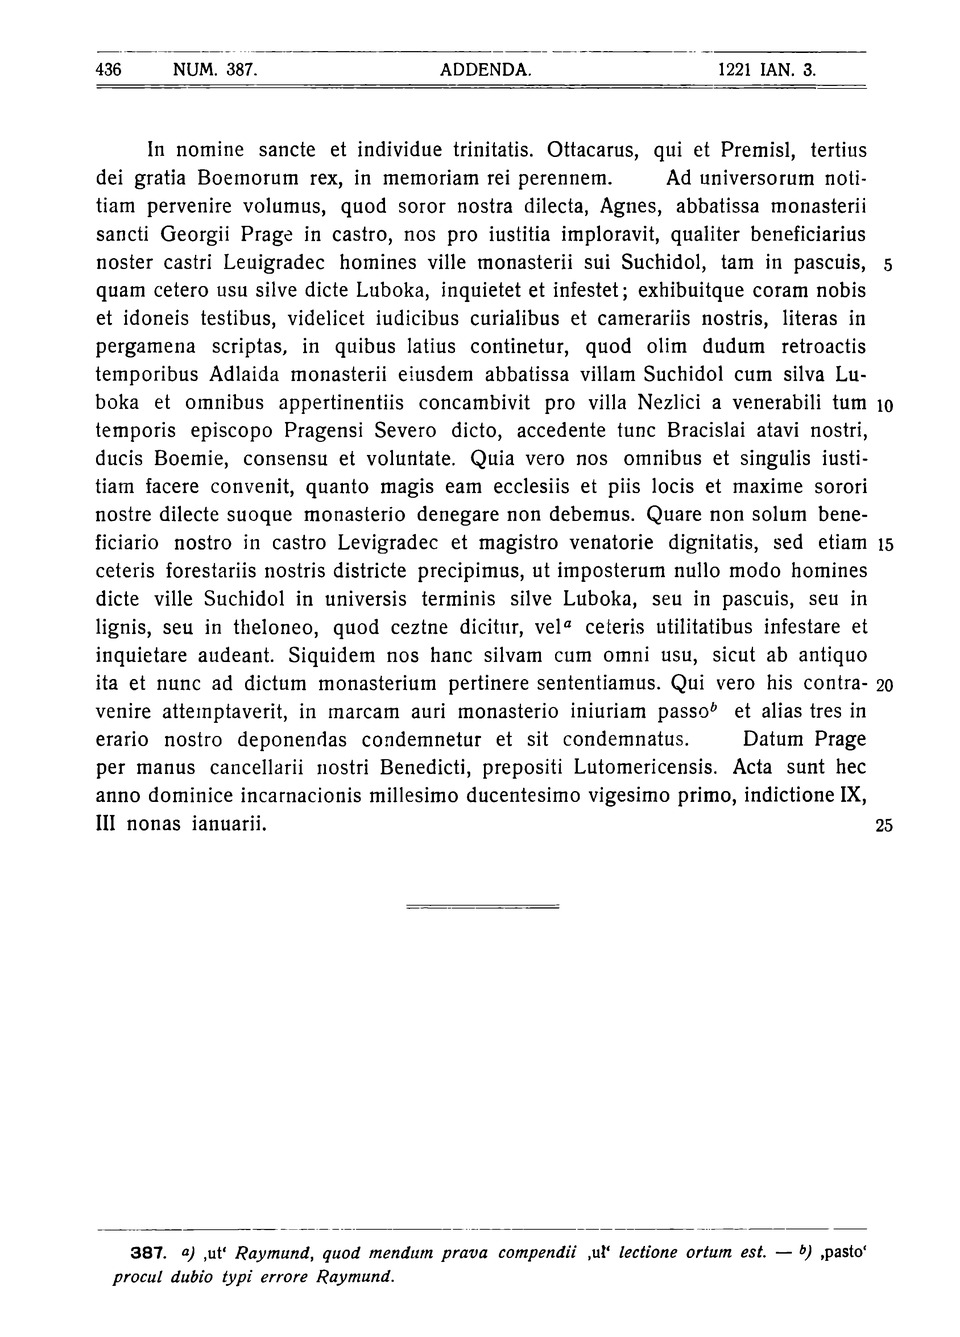 436 NUM. 387. ADDENDA. 1221 IAN. 3.
In nomine sancte et individue trinitatis. Ottacarus, qui et Premisl, tertius
dei gratia Boemorum rex, in memoriam rei perennem. Ad universorum noti-
tiam pervenire volumus, quod soror nostra dilecta, Agnes, abbatissa monasterii
sancti Georgii Prage in castro, nos pro iustitia imploravit, qualiter beneficiarius
noster castri Leuigradec homines ville monasterii sui Suchidol, tam in pascuis, 5
quam cetero usu silve dicte Luboka, inquietet et infestet; exhibuitque coram nobis
et idoneis testibus, videlicet iudicibus curialibus et camerariis nostris, literas in
pergamena scriptas, in quibus latius continetur, quod olim dudum retroactis
temporibus Adlaida monasterii eiusdem abbatissa villam Suchidol cum silva Lu-
boka et omnibus appertinentiis concambivit pro villa Nezlici a venerabili tum 10
temporis episcopo Pragensi Severo dicto, accedente tunc Bracislai atavi nostri,
ducis Boemie, consensu et voluntate. Quia vero nos omnibus et singulis iusti-
tiam facere convenit, quanto magis eam ecclesiis et piis locis et maxime sorori
nostre dilecte suoque monasterio denegare non debemus. Quare non solum bene-
ficiario nostro in castro Levigradec et magistro venatorie dignitatis, sed etiam 15
ceteris forestariis nostris districte precipimus, ut imposterum nullo modo homines
dicte ville Suchidol in universis terminis silve Luboka, seu in pascuis, seu in
lignis, seu in theloneo, quod ceztne dicitur, vel a ceteris utilitatibus infestare et
inquietare audeant. Siquidem nos hanc silvam cum omni usu, sicut ab antiquo
ita et nunc ad dictum monasterium pertinere sententiamus. Qui vero his contra- 20
venire attemptaverit, in marcam auri monasterio iniuriam passo b et alias tres in
erario nostro deponendas condemnetur et sit condemnatus. Datum Prage
per manus cancellarii nostri Benedicti, prepositi Lutomericensis. Acta sunt hec
anno dominice incarnacionis millesimo ducentesimo vigesimo primo, indictione IX,
III nonas ianuarii. 25
387. a) ‚ut‘ Raymund, quod mendum prava compendii ‚ul‘ lectione ortum est. — b) ‚pasto‘
procul dubio typi errore Raymund.